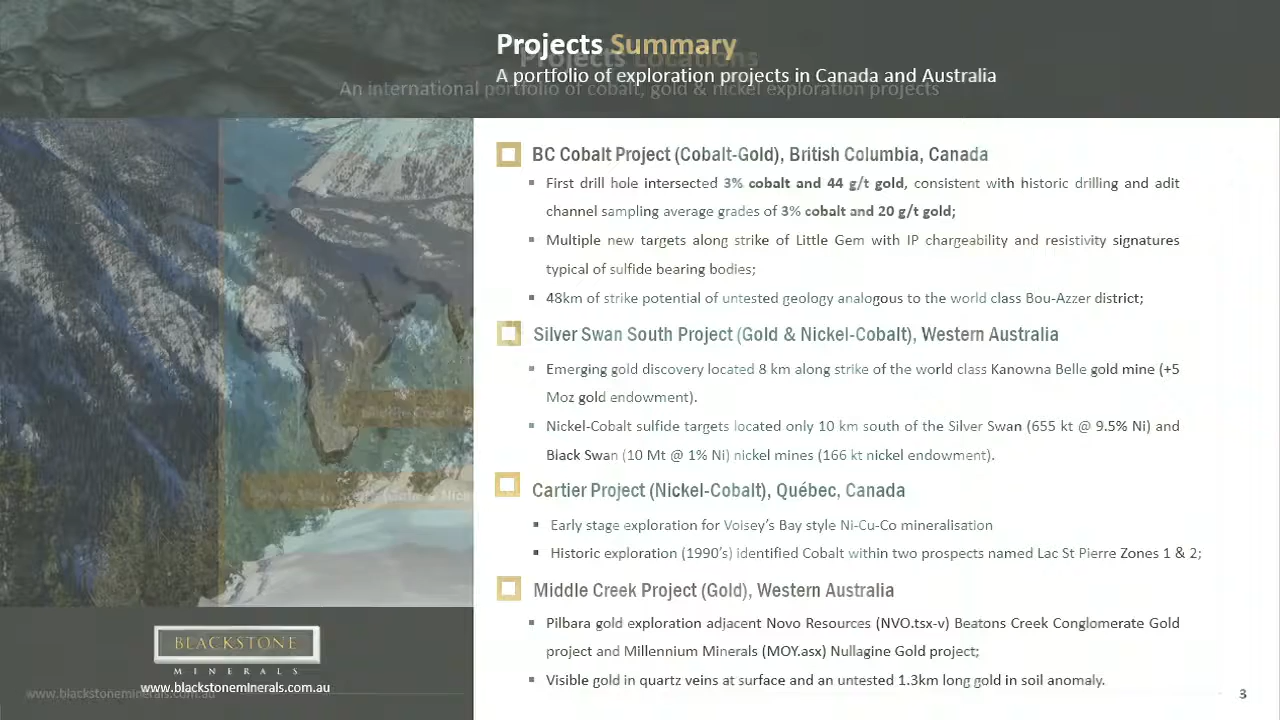 Projects Summary
Projects Locations
A portfolio of exploration projects in Canada and Australia
An international portfolio of cobalt, gold & nickel exploration projects
BC Cobalt Project (Cobalt-Gold), British Columbia, Canada
First drill hole intersected 3% cobalt and 44 g/t gold, consistent with historic drilling and adit
channel sampling average grades of 3% cobalt and 20 g/t gold;
Multiple new targets along strike of Little Gem with IP chargeability and resistivity signatures
typical of sulfide bearing bodies;
48km of strike potential of untested geology analogous to the world class Bou-Azzer district;
Silver Swan South Project (Gold & Nickel-Cobalt), Western Australia
Emerging gold discovery located 8 km along strike of the world class Kanowna Belle gold mine (+5
Moz gold endowment).
Nickel-Cobalt sulfide targets located only 10 km south of the Silver Swan (655 kt @ 9.5% Ni) and
Black Swan (10 Mt @ 1% Ni) nickel mines (166 kt nickel endowment).
Cartier Project (Nickel-Cobalt), Québec, Canada
Early stage exploration for Voisey's Bay style Ni-Cu-Co mineralisation
Historic exploration (1990's) identified Cobalt within two prospects named Lac St Pierre Zones 1 & 2;
Middle Creek Project (Gold), Western Australia
Pilbara gold exploration adjacent Novo Resources (NVO.tsx-v) Beatons Creek Conglomerate Gold
project and Millennium Minerals (MOY.asx) Nullagine Gold project;
Visible gold in quartz veins at surface and an untested 1.3km long gold in soil anomaly.
BLACKSTONE
MINERALS
www.blackstoneminerals.com.au
www.blackstoneminerals.com.au
3